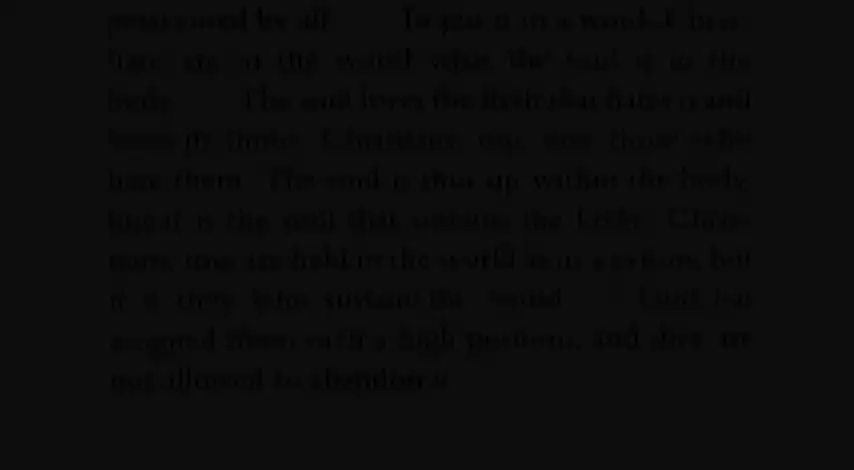 by all. To put it in a word—Chris-
tians are in the world what the soul is in the
body. The soul loves the flesh that hates it and
Christians too love those who
hate them. The soul is shut up within the body,
but it is the soul that sustains the body. Chris-
tians too are held in the world as in a prison, but
it is they who sustain the world. God has
assigned them such a high position, and they are
not allowed to abandon it.